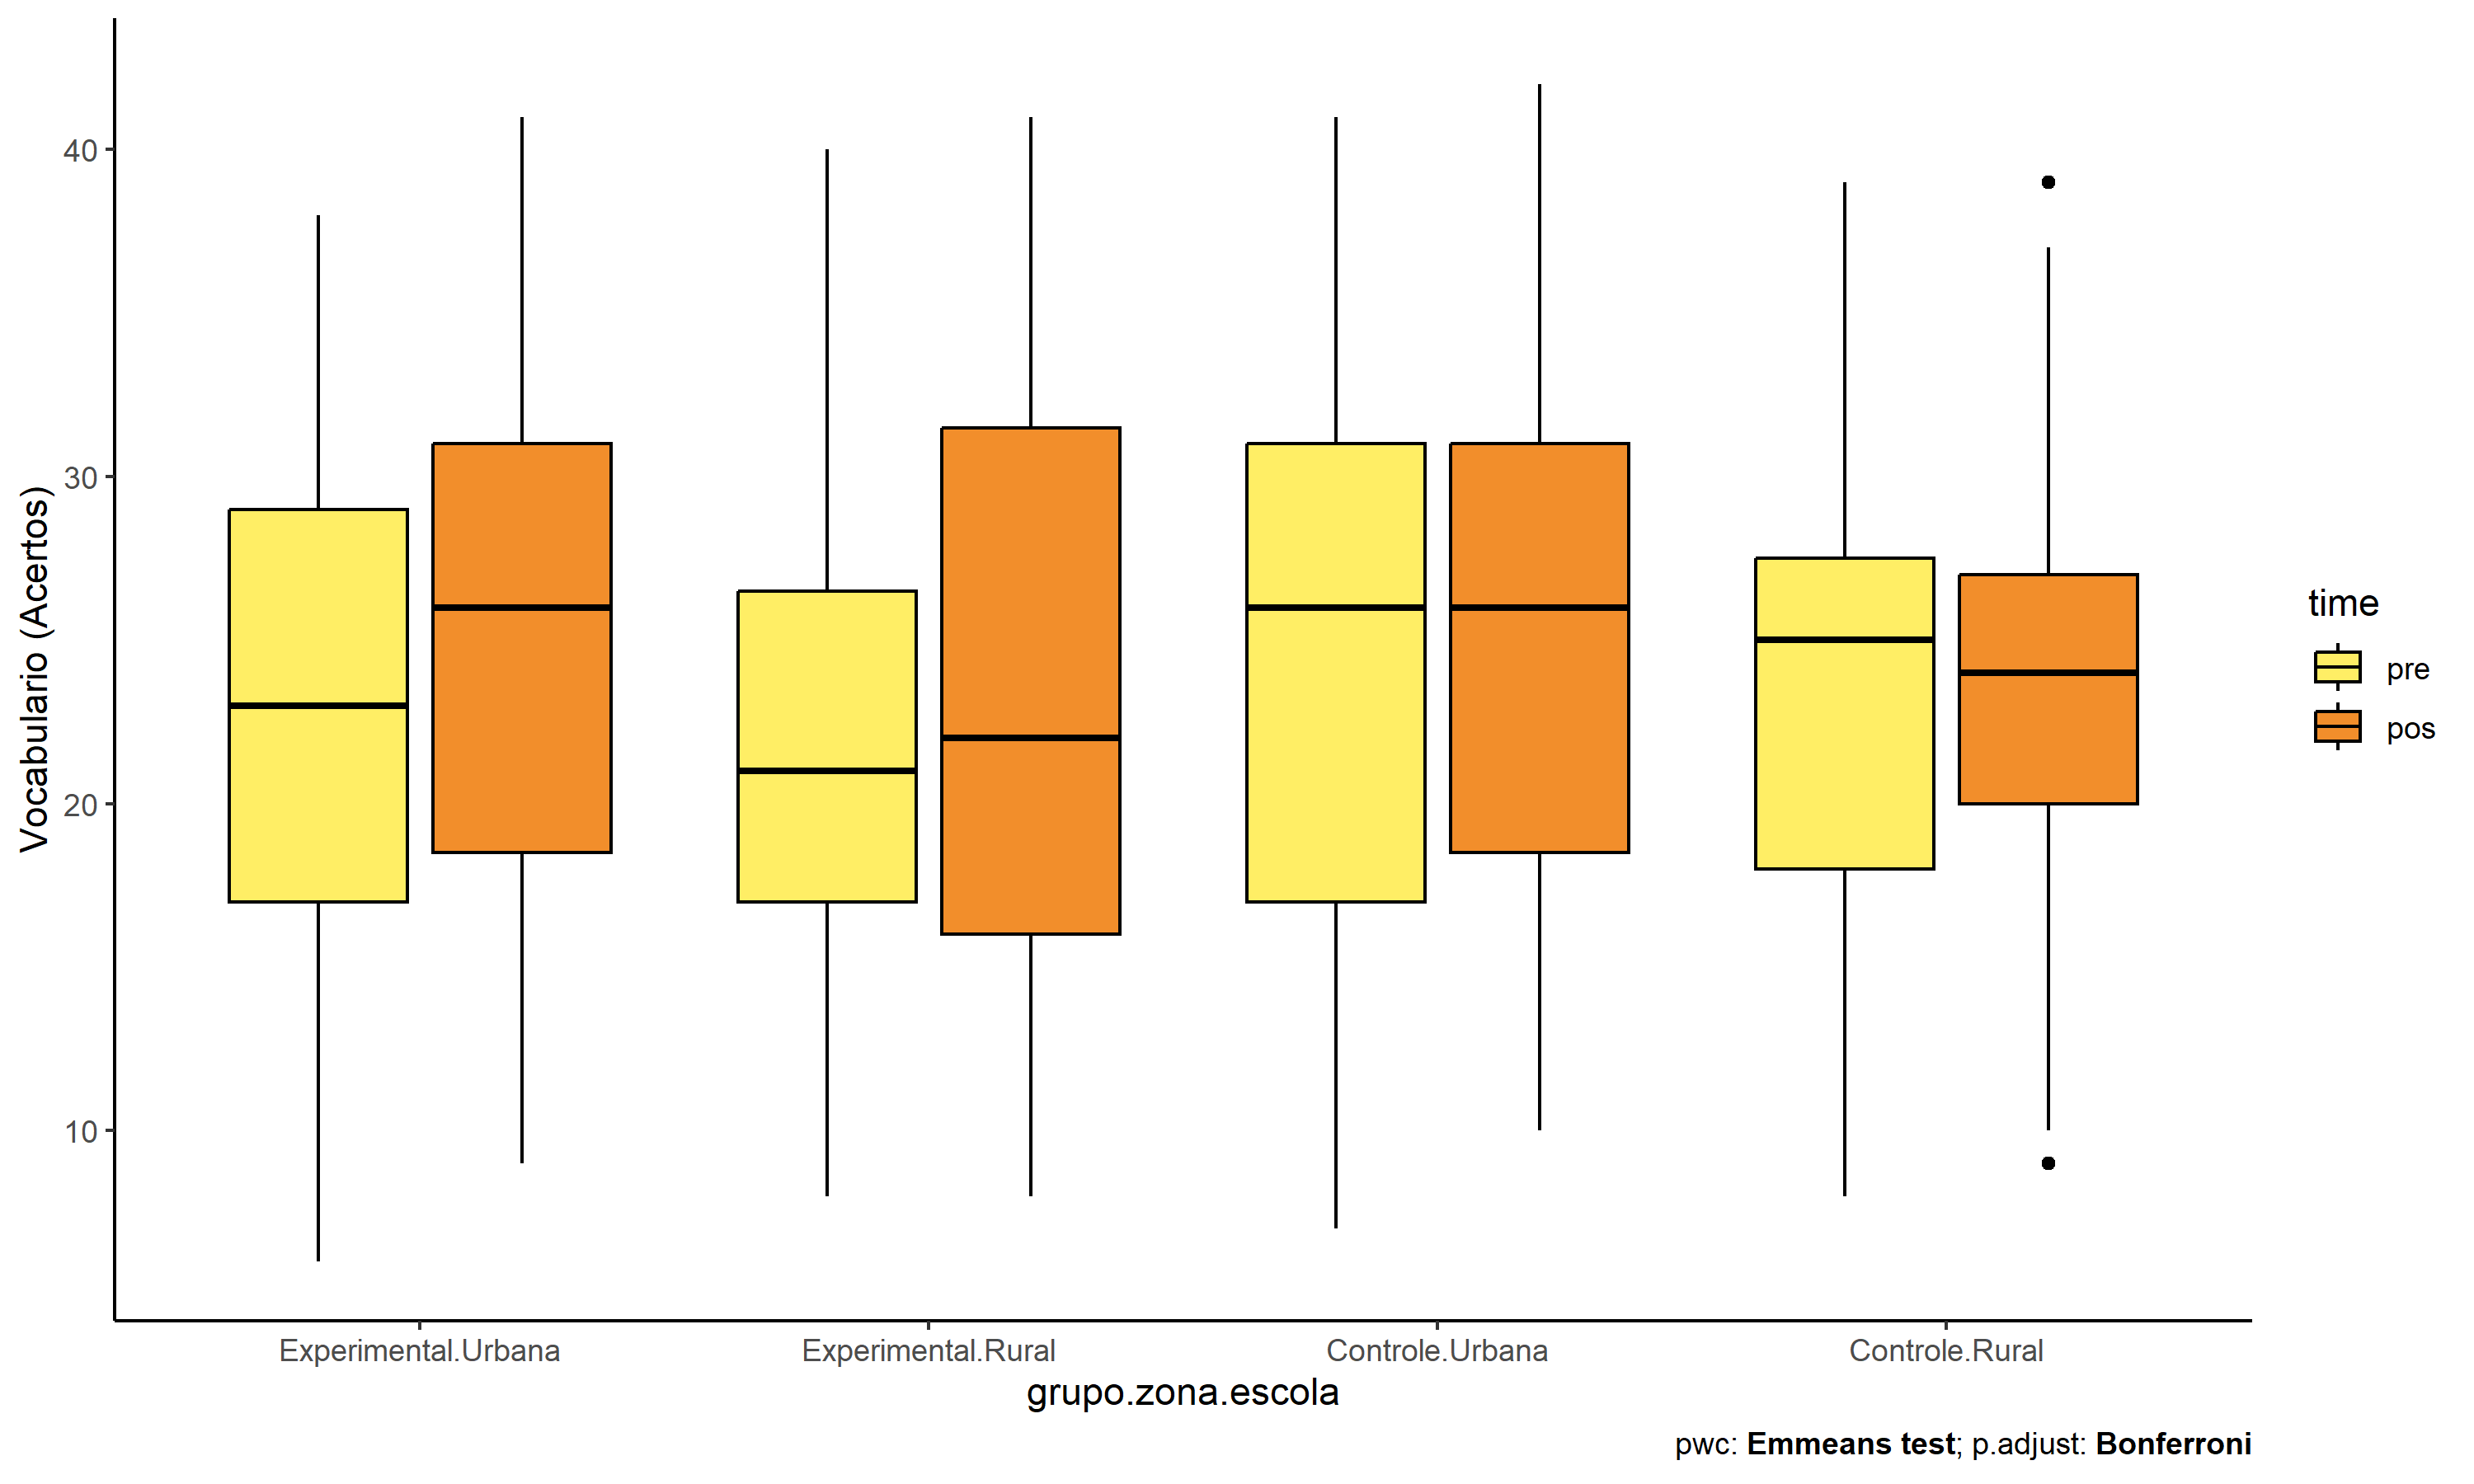 Vocabulario (Acertos)
40
30
20
10
Experimental.Urbana
Experimental.Rural
Controle.Urbana
Controle.Rural
grupo.zona.escola
time
pre
pos
pwc: Emmeans test; p.adjust: Bonferroni